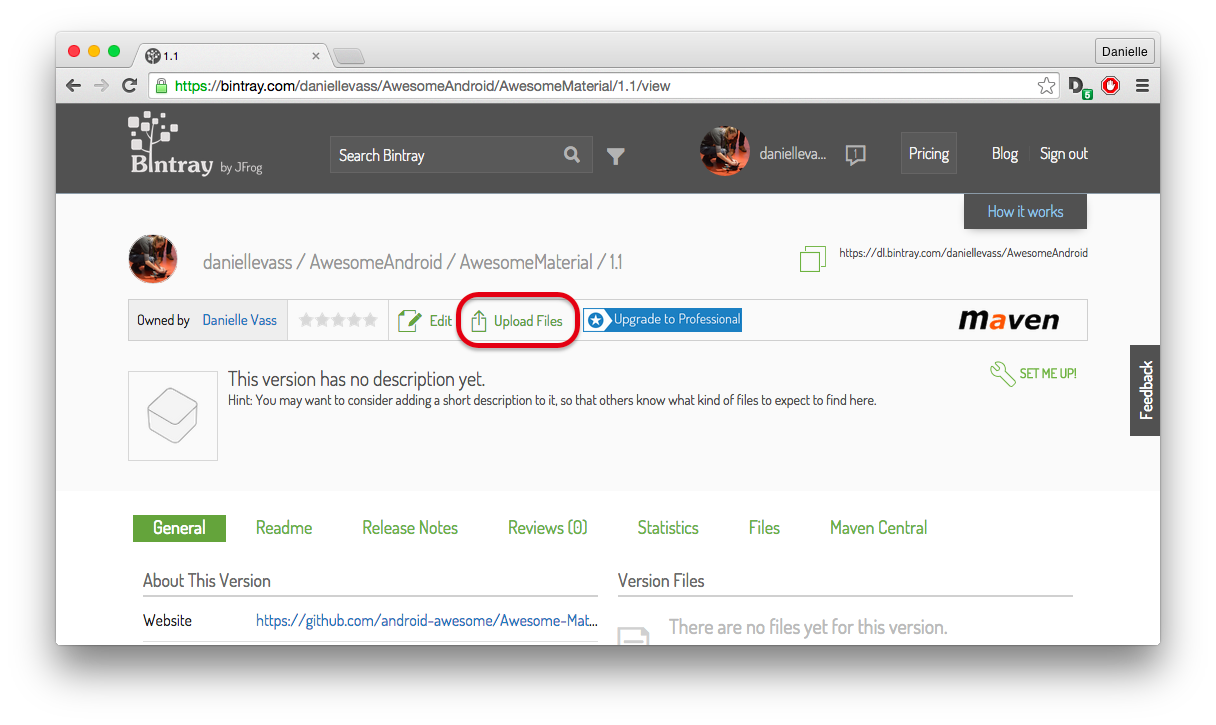 1.1
Danielle
https://bintray.com/daniellevass/AwesomeAndroid/AwesomeMaterial/1.1/view
D 5
Bintray by JFrog
Search Bintray
danielleva...
1
Pricing
Blog
Sign out
How it works
daniellevass / AwesomeAndroid / AwesomeMaterial / 1.1
https://dl.bintray.com/daniellevass/AwesomeAndroid
Owned by Danielle Vass
Edit
Upload Files
Upgrade to Professional
maven
This version has no description yet.
SET ME UP!
Hint: You may want to consider adding a short description to it, so that others know what kind of files to expect to find here.
Feedback
General
Readme
Release Notes
Reviews (0)
Statistics
Files
Maven Central
About This Version
Website https://github.com/android-awesome/Awesome-Mat...
Version Files
There are no files yet for this version.